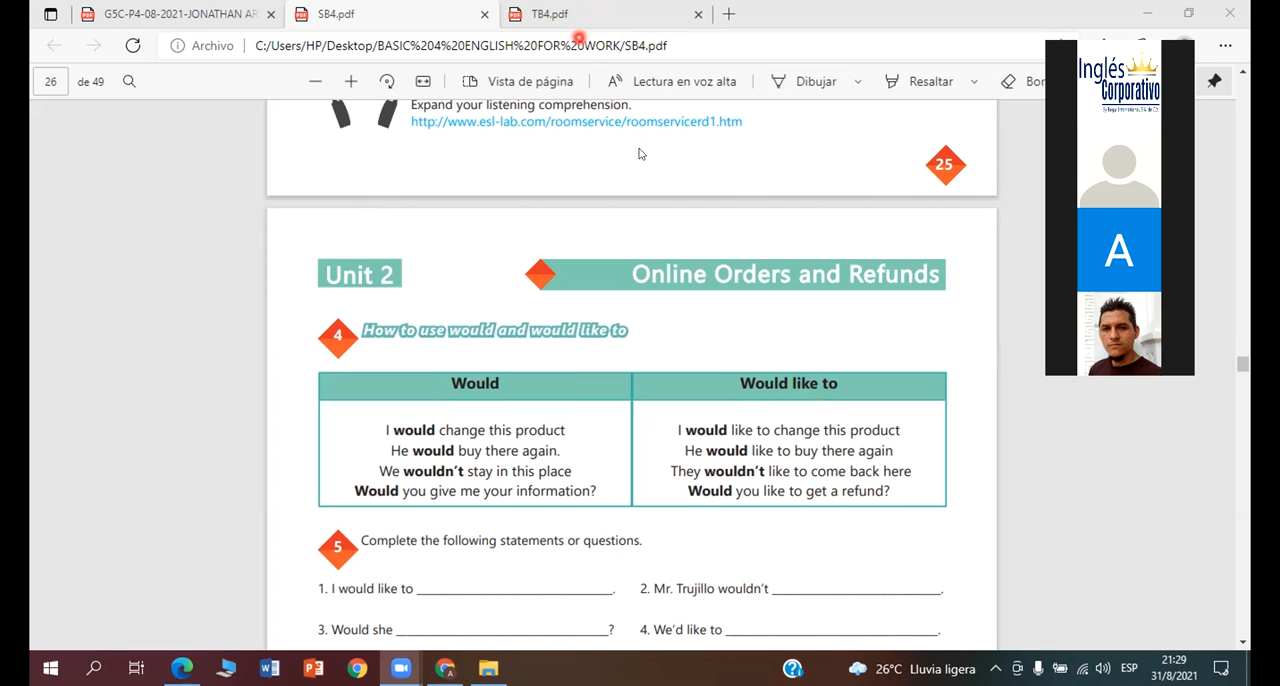 G5C-P4-08-2021-JONATHAN AR
SB4.pdf
TB4.pdf
Archivo
C:/Users/HP/Desktop/BASIC%204%20ENGLISH%20FOR%20WORK/SB4.pdf
26 de 49
Vista de página
Lectura en voz alta
Dibujar
Resaltar
Bor
Expand your listening comprehension.
http://www.esl-lab.com/roomservice/roomservicerd1.htm
25
Unit 2
Online Orders and Refunds
4 How to use would and would like to
Would
Would like to
I would change this product
He would buy there again.
We wouldn't stay in this place
Would you give me your information?
I would like to change this product
He would like to buy there again
They wouldn't like to come back here
Would you like to get a refund?
5 Complete the following statements or questions.
1. I would like to ____________________.
2. Mr. Trujillo wouldn't ____________________.
3. Would she ____________________?
4. We'd like to ____________________.
Inglés
Corporativo
A
26°C Lluvia ligera
ESP
21:29
31/8/2021